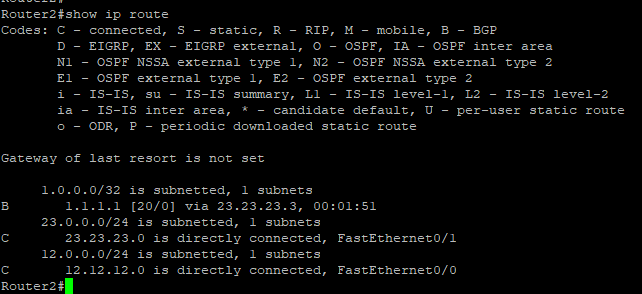 Router2#
Router2#show ip route
Codes: C - connected, S - static, R - RIP, M - mobile, B - BGP
       D - EIGRP, EX - EIGRP external, O - OSPF, IA - OSPF inter area
       N1 - OSPF NSSA external type 1, N2 - OSPF NSSA external type 2
       E1 - OSPF external type 1, E2 - OSPF external type 2
       i - IS-IS, su - IS-IS summary, L1 - IS-IS level-1, L2 - IS-IS level-2
       ia - IS-IS inter area, * - candidate default, U - per-user static route
       o - ODR, P - periodic downloaded static route
Gateway of last resort is not set
     1.0.0.0/32 is subnetted, 1 subnets
B       1.1.1.1 [20/0] via 23.23.23.3, 00:01:51
     23.0.0.0/24 is subnetted, 1 subnets
C       23.23.23.0 is directly connected, FastEthernet0/1
     12.0.0.0/24 is subnetted, 1 subnets
C       12.12.12.0 is directly connected, FastEthernet0/0
Router2#